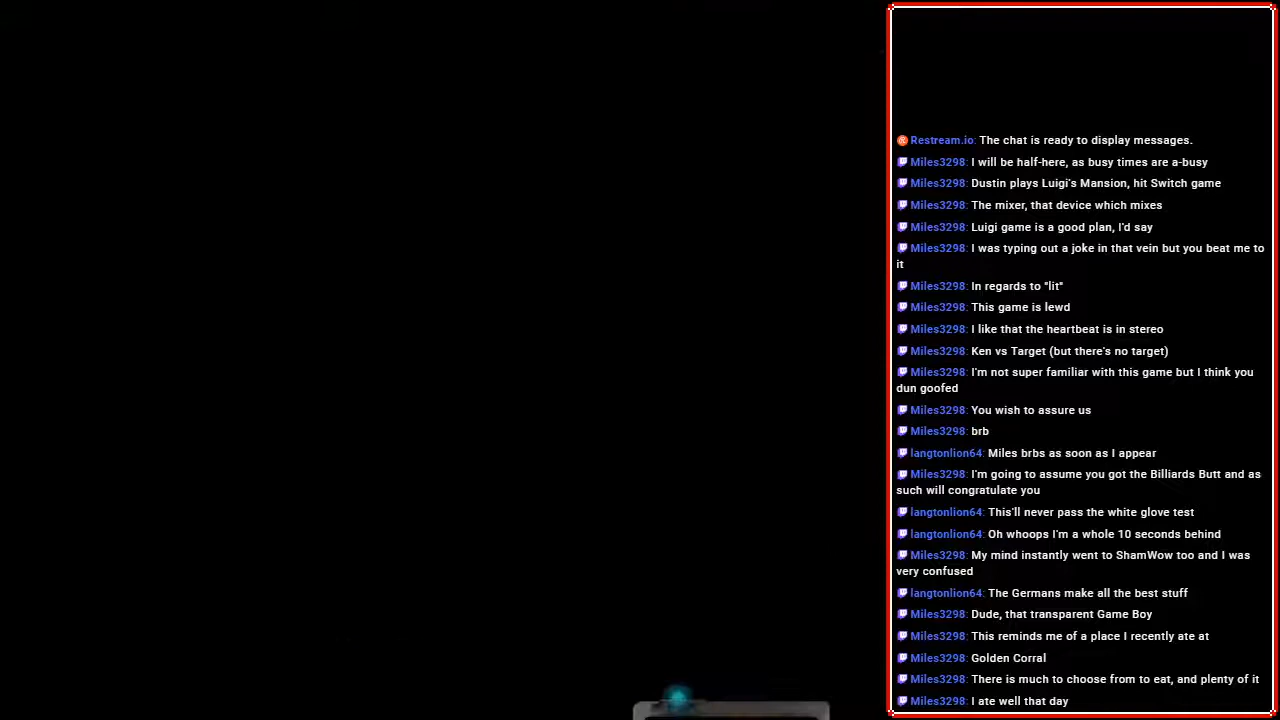 Restream.io: The chat is ready to display messages.
Miles3298: I will be half-here, as busy times are a-busy
Miles3298: Dustin plays Luigi's Mansion, hit Switch game
Miles3298: The mixer, that device which mixes
Miles3298: Luigi game is a good plan, I'd say
Miles3298: I was typing out a joke in that vein but you beat me to
it
Miles3298: In regards to "lit"
Miles3298: This game is lewd
Miles3298: I like that the heartbeat is in stereo
Miles3298: Ken vs Target (but there's no target)
Miles3298: I'm not super familiar with this game but I think you
dun goofed
Miles3298: You wish to assure us
Miles3298: brb
langtonlion64: Miles brbs as soon as I appear
Miles3298: I'm going to assume you got the Billiards Butt and as
such will congratulate you
langtonlion64: This'll never pass the white glove test
langtonlion64: Oh whoops I'm a whole 10 seconds behind
Miles3298: My mind instantly went to ShamWow too and I was
very confused
langtonlion64: The Germans make all the best stuff
Miles3298: Dude, that transparent Game Boy
Miles3298: This reminds me of a place I recently ate at
Miles3298: Golden Corral
Miles3298: There is much to choose from to eat, and plenty of it
Miles3298: I ate well that day